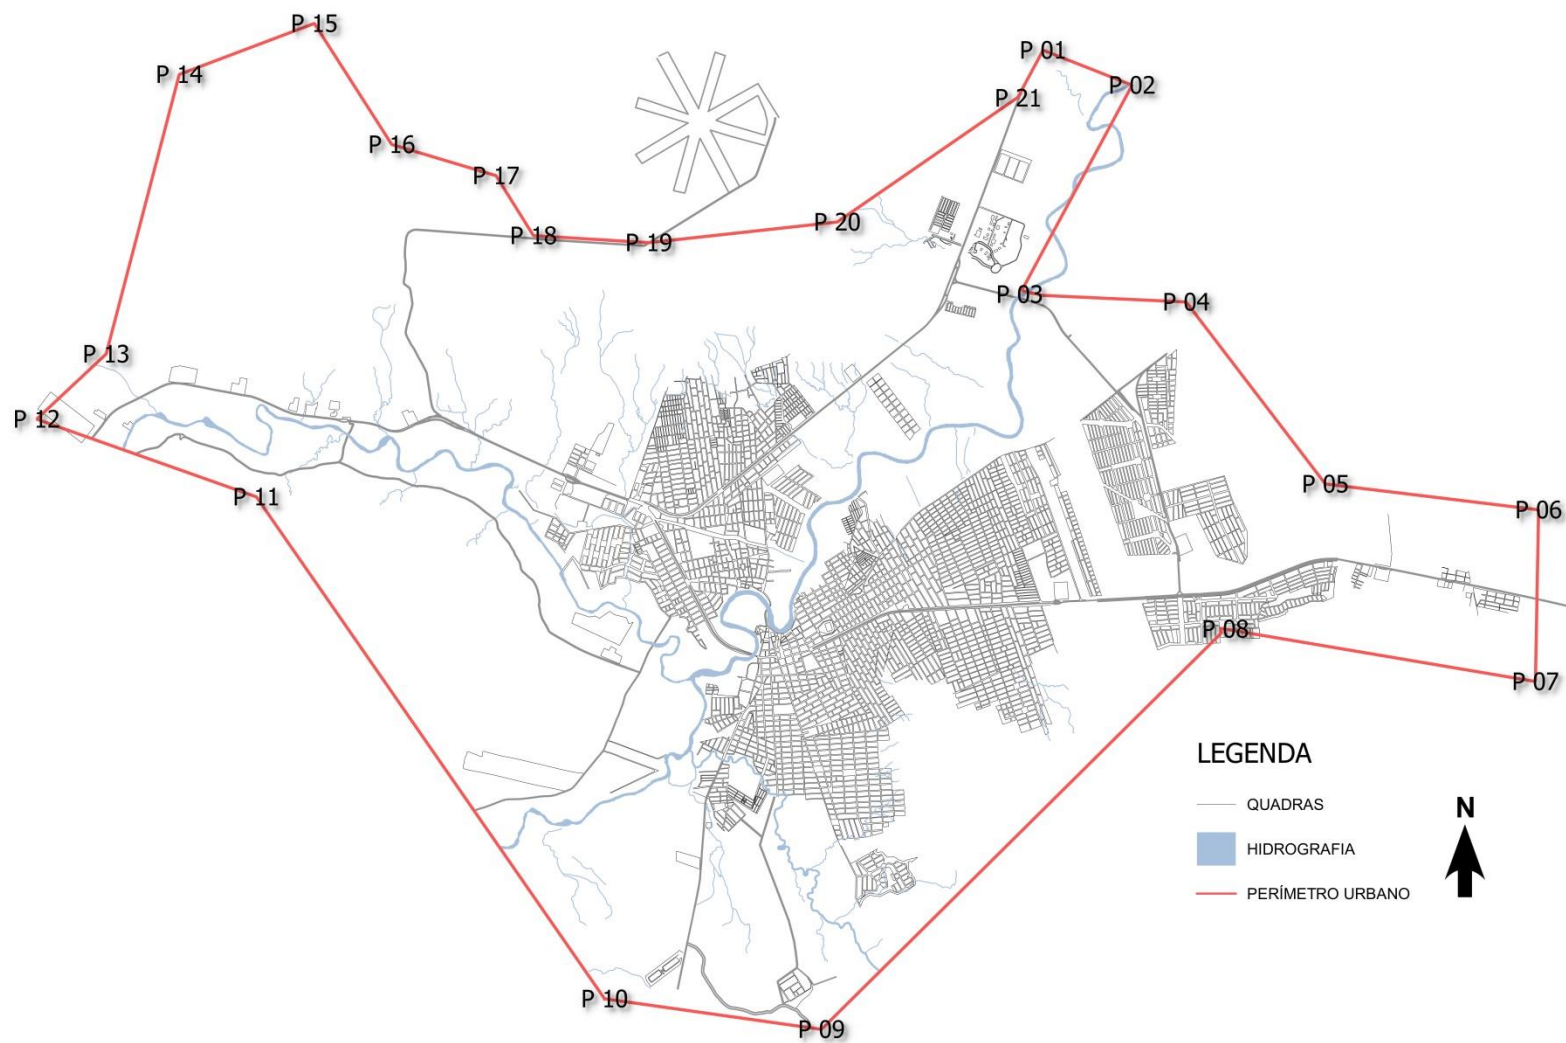 P 15
P 01
P 14
P 02
P 21
P 16
P 17
P 20
P 18
P 19
P 03
P 04
P 13
P 12
P 05
P 11
P 06
P 08
P 07
LEGENDA
QUADRAS
N
HIDROGRAFIA
PERÍMETRO URBANO
P 10
P 09